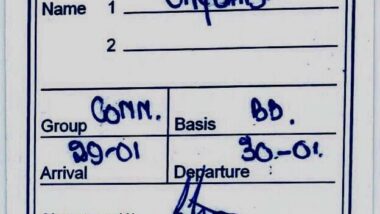 Name 1
2
Group Comm. Basis BB.
29-01 30-01.
Arrival Departure